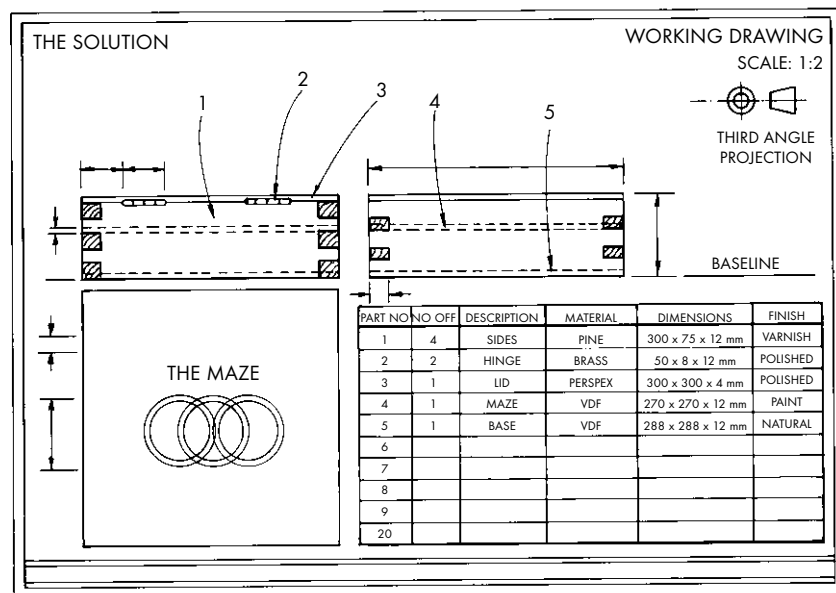 THE SOLUTION
WORKING DRAWING
SCALE: 1:2
THIRD ANGLE
PROJECTION
1
2
3
4
5
BASELINE
THE MAZE
PART NO NO OFF DESCRIPTION MATERIAL DIMENSIONS FINISH
1 4 SIDES PINE 300 x 75 x 12 mm VARNISH
2 2 HINGE BRASS 50 x 8 x 12 mm POLISHED
3 1 LID PERSPEX 300 x 300 x 4 mm POLISHED
4 1 MAZE VDF 270 x 270 x 12 mm PAINT
5 1 BASE VDF 288 x 288 x 12 mm NATURAL
6
7
8
9
20